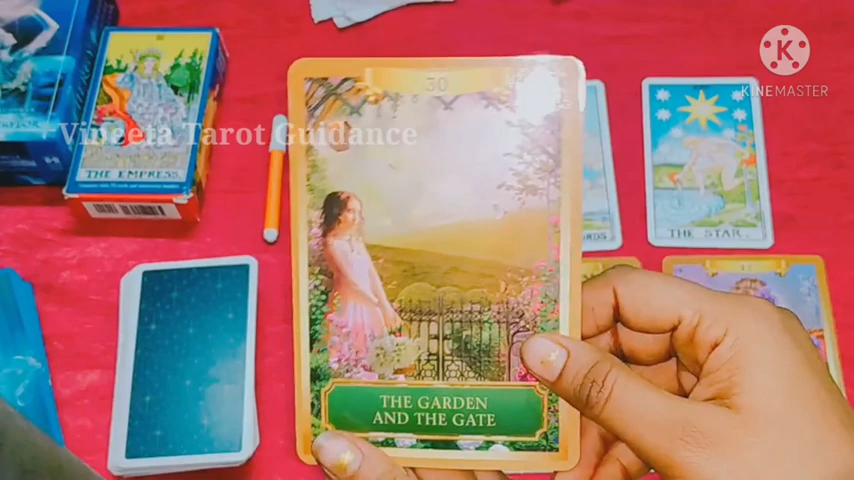 KINEMASTER
Vineeta Tarot Guidance
30
THE EMPRESS.
THE STAR.
THE GARDEN
AND THE GATE